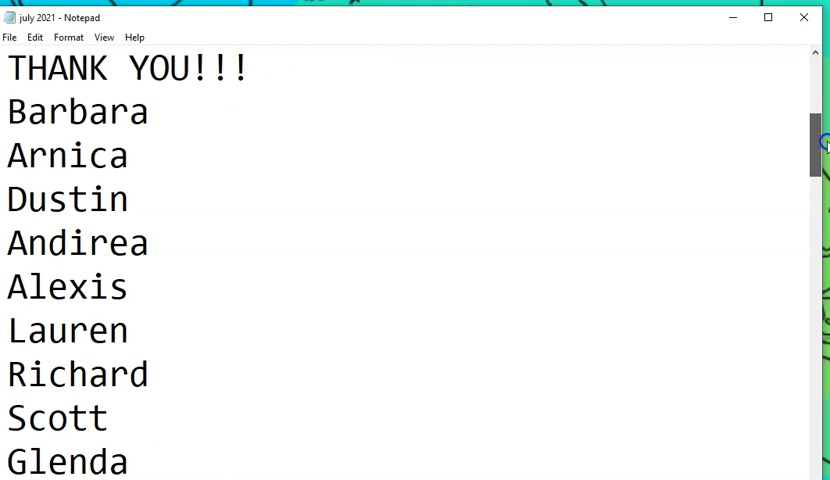 july 2021 - Notepad
File Edit Format View Help
THANK YOU!!!
Barbara
Arnica
Dustin
Andirea
Alexis
Lauren
Richard
Scott
Glenda